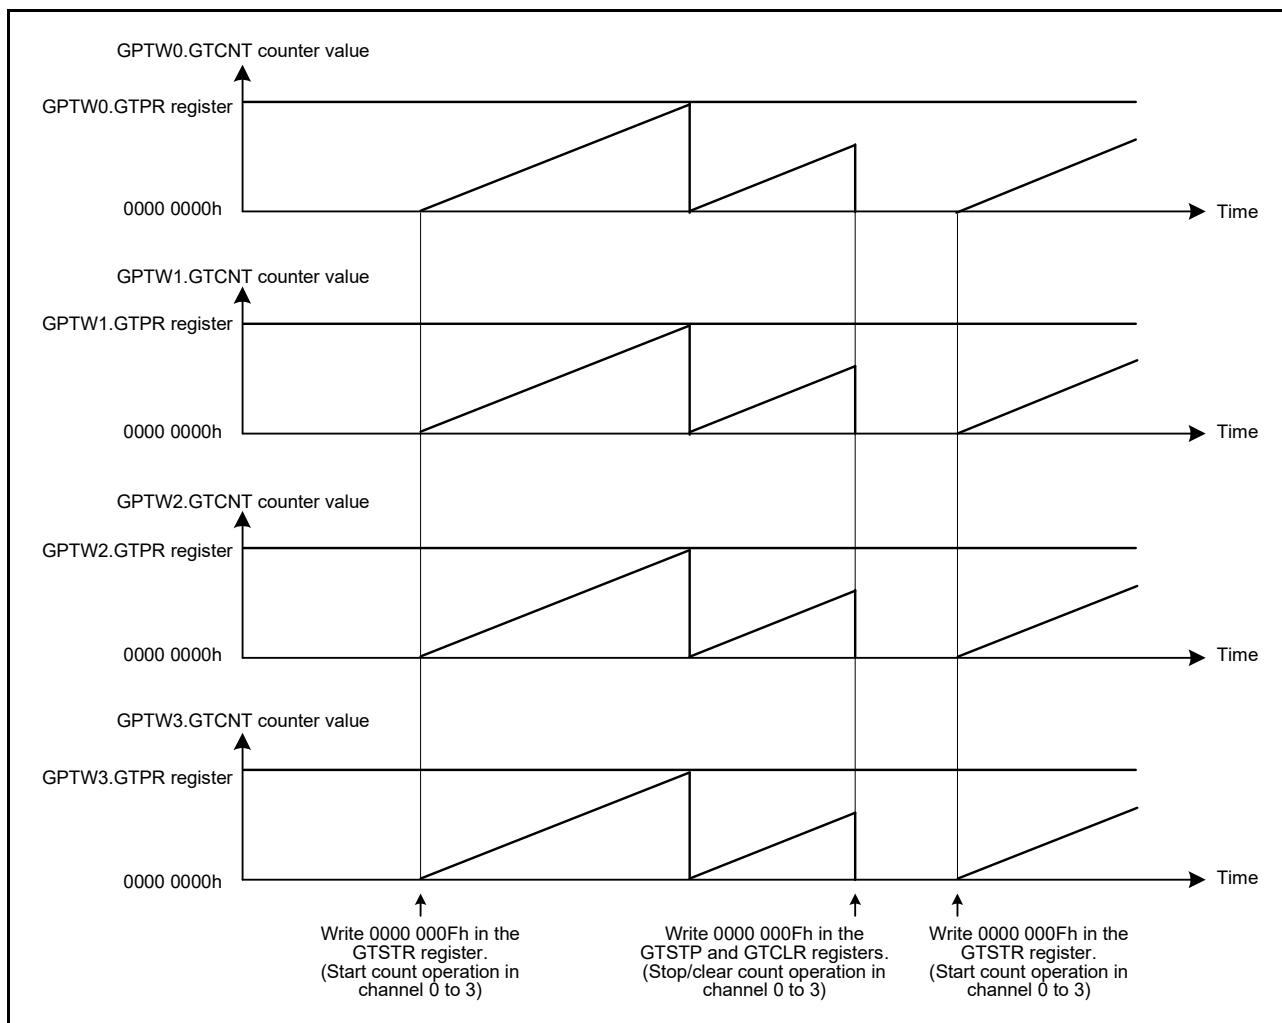 GPTW0.GTCNT counter value
GPTW0.GTPR register
0000 0000h
Time
GPTW1.GTCNT counter value
GPTW1.GTPR register
0000 0000h
Time
GPTW2.GTCNT counter value
GPTW2.GTPR register
0000 0000h
Time
GPTW3.GTCNT counter value
GPTW3.GTPR register
0000 0000h
Time
Write 0000 000Fh in the
GTSTR register.
(Start count operation in
channel 0 to 3)
Write 0000 000Fh in the
GTSTP and GTCLR registers.
(Stop/clear count operation in
channel 0 to 3)
Write 0000 000Fh in the
GTSTR register.
(Start count operation in
channel 0 to 3)